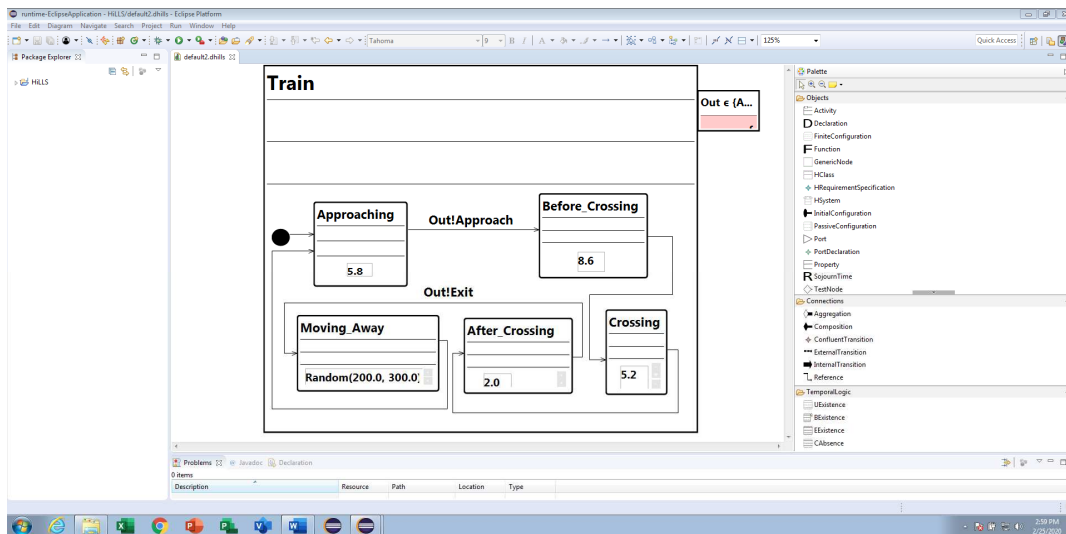 runtime-EclipseApplication - HiLLS/default2.dhills - Eclipse Platform
File Edit Diagram Navigate Search Project Run Window Help
Tahoma 9 B I A 125% Quick Access
Package Explorer
default2.dhills
HiLLS
Train
Out ϵ {A...
Approaching
5.8
Out!Approach
Before_Crossing
8.6
Out!Exit
Moving_Away
Random(200.0, 300.0)
After_Crossing
2.0
Crossing
5.2
Palette
Objects
Activity
Declaration
FiniteConfiguration
Function
GenericNode
HClass
HRequirementSpecification
HSystem
InitialConfiguration
PassiveConfiguration
Port
PortDeclaration
Property
SojournTime
TestNode
Connections
Aggregation
Composition
ConfluentTransition
ExternalTransition
InternalTransition
Reference
TemporalLogic
UExistence
BExistence
EExistence
CAbsence
Problems Javadoc Declaration
0 items
Description Resource Path Location Type
2:59 PM
2/25/2020